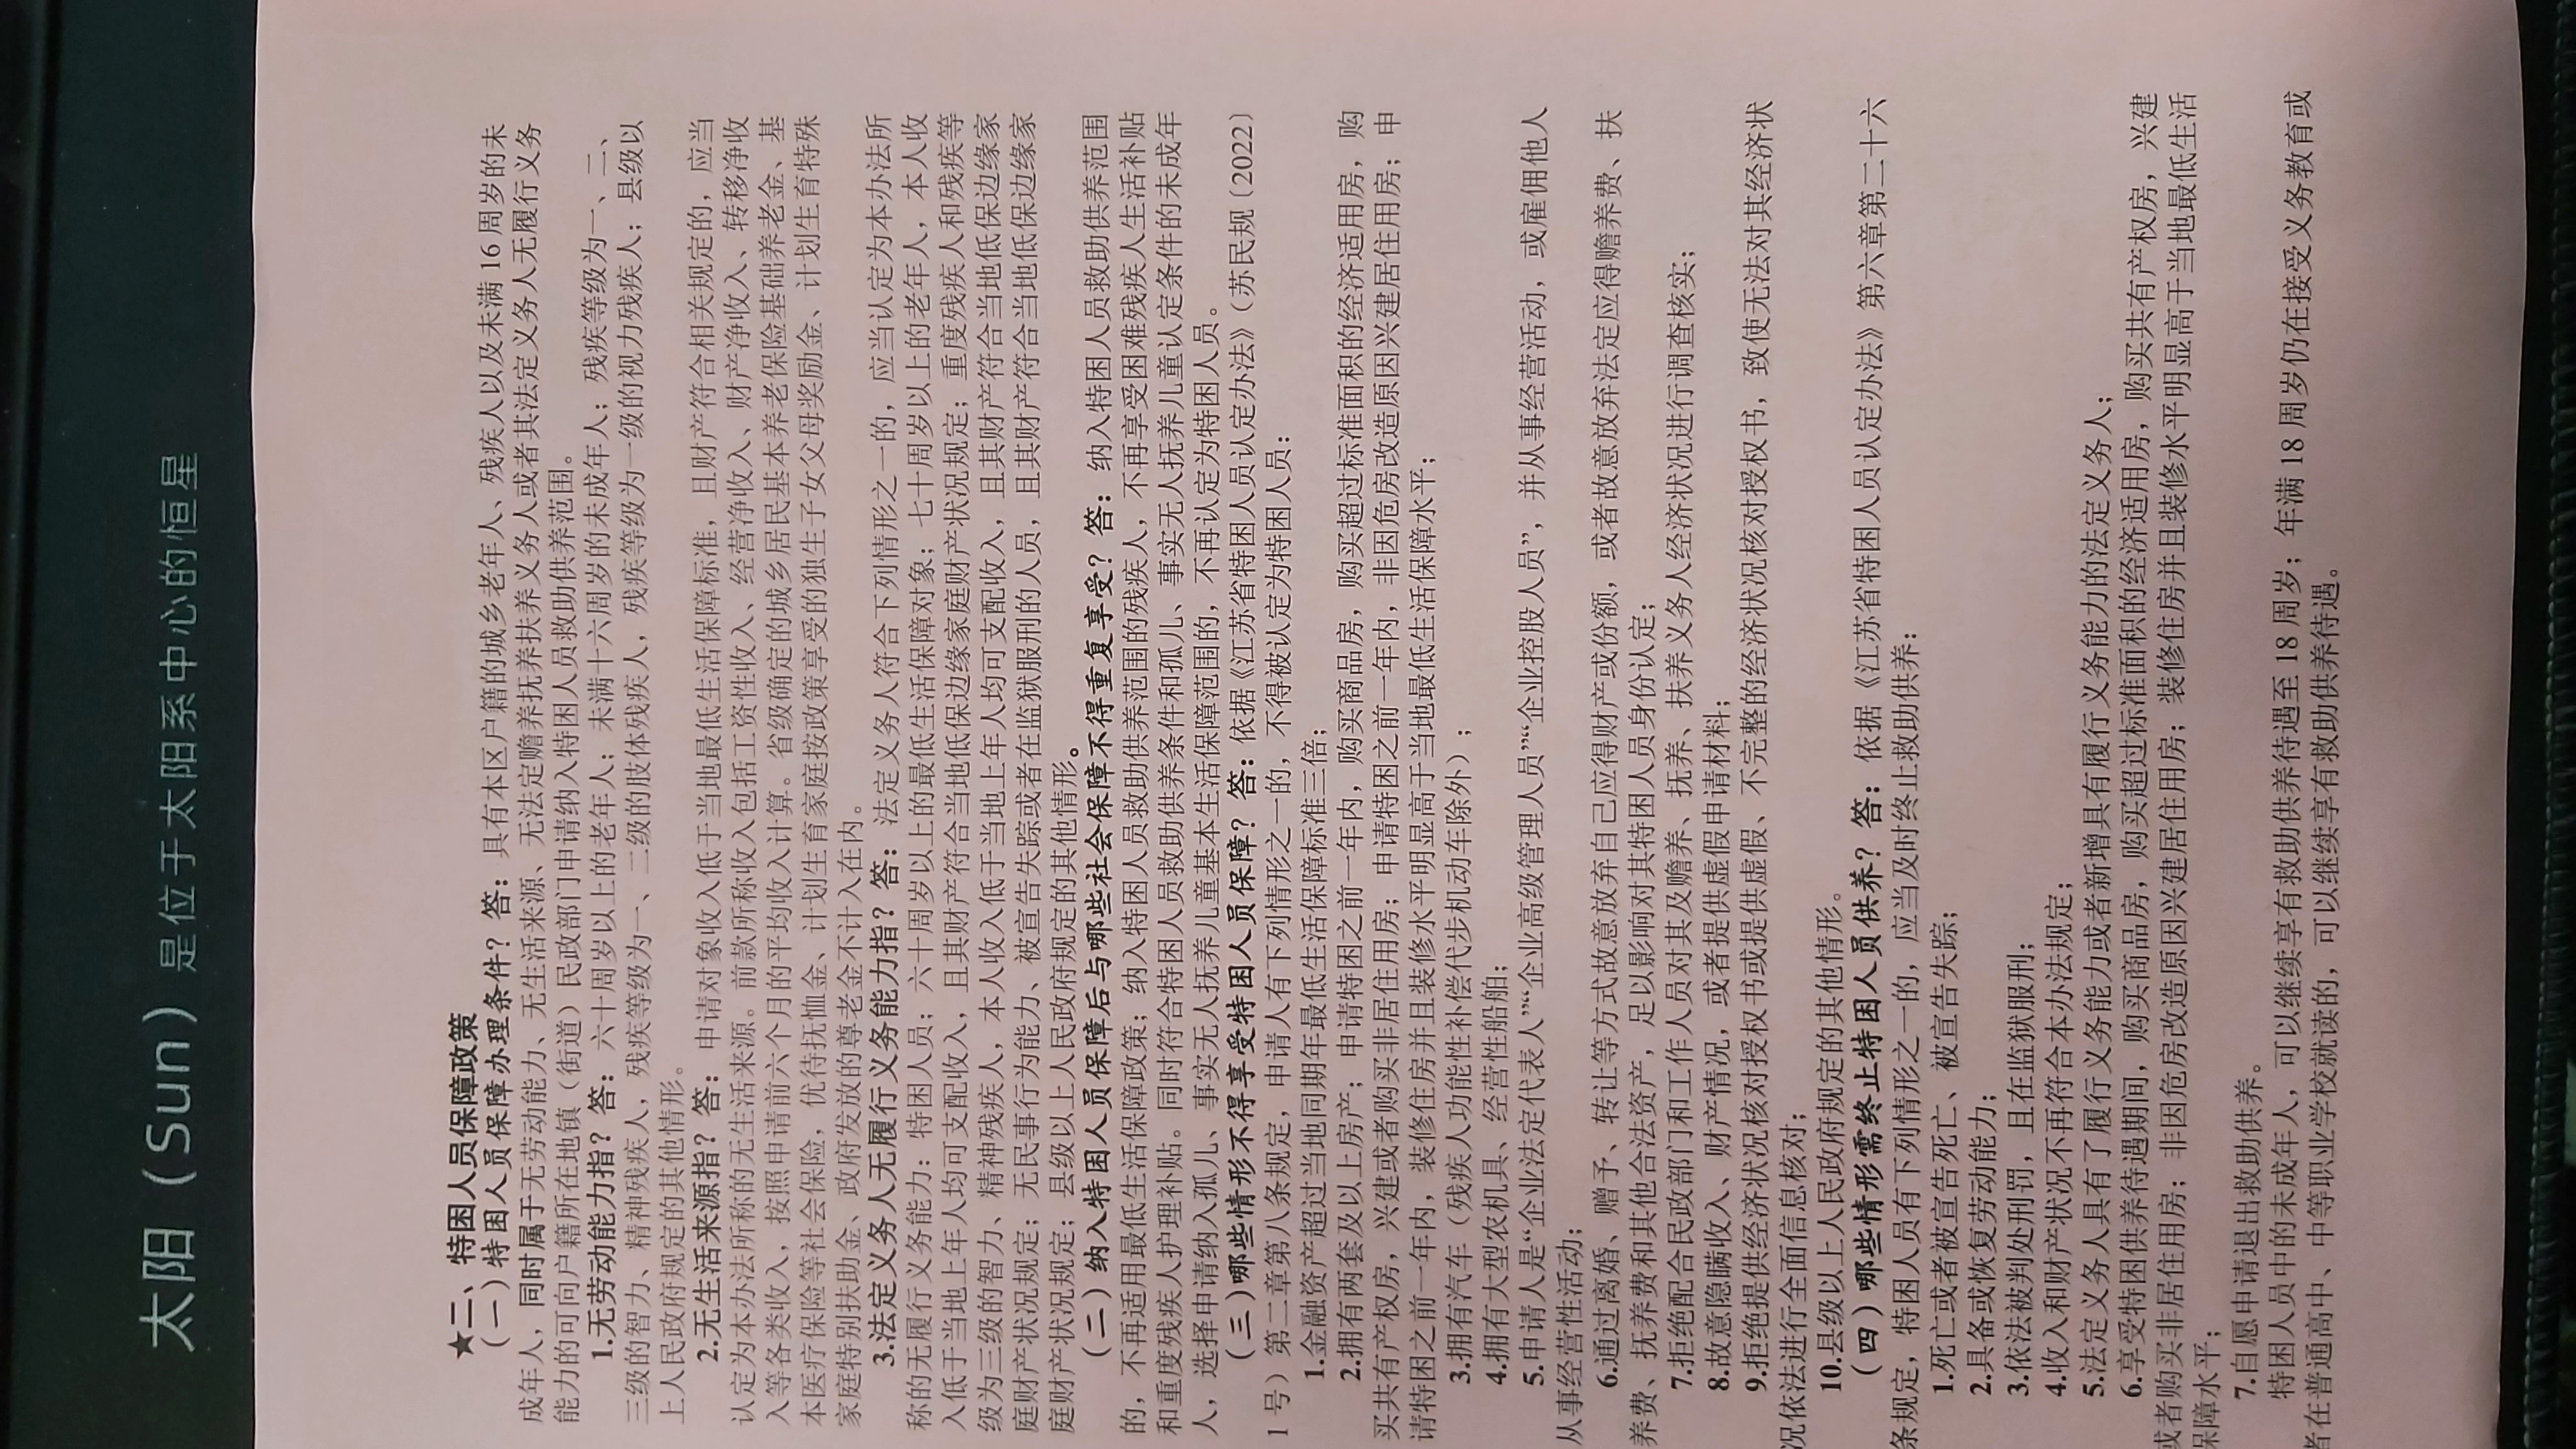 太阳（Sun）是位于太阳系中心的恒星
★二、特困人员保障政策
（一）特困人员保障办理条件？答：具有本区户籍的城乡老年人、残疾人以及未满 16 周岁的未
成年人，同时属于无劳动能力、无生活来源、无法定赡养抚养扶养义务人或者其法定义务人无履行义务
能力的可向户籍所在地镇（街道）民政部门申请纳入特困人员救助供养范围。
1.无劳动能力指？答：六十周岁以上的老年人；未满十六周岁的未成年人；残疾等级为一、二、
三级的智力、精神残疾人，残疾等级为一、二级的肢体残疾人，残疾等级为一级的视力残疾人；县级以
上人民政府规定的其他情形。
2.无生活来源指？答：申请对象收入低于当地最低生活保障标准，且财产符合相关规定的，应当
认定为本办法所称的无生活来源。前款所称收入包括工资性收入、经营净收入、财产净收入、转移净收
入等各类收入，按照申请前六个月的平均收入计算。省级确定的城乡居民基本养老保险基础养老金、基
本医疗保险等社会保险，优待抚恤金、计划生育家庭按政策享受的独生子女父母奖励金、计划生育特殊
家庭特别扶助金、政府发放的尊老金不计入在内。
3.法定义务人无履行义务能力指？答：法定义务人符合下列情形之一的，应当认定为本办法所
称的无履行义务能力：特困人员；六十周岁以上的最低生活保障对象；七十周岁以上的老年人，本人收
入低于当地上年人均可支配收入，且其财产符合当地低保边缘家庭财产状况规定；重度残疾人和残疾等
级为三级的智力、精神残疾人，本人收入低于当地上年人均可支配收入，且其财产符合当地低保边缘家
庭财产状况规定；无民事行为能力、被宣告失踪或者在监狱服刑的人员，且其财产符合当地低保边缘家
庭财产状况规定；县级以上人民政府规定的其他情形。
（二）纳入特困人员保障后与哪些社会保障不得重复享受？答：纳入特困人员救助供养范围
的，不再适用最低生活保障政策；纳入特困人员救助供养范围的残疾人，不再享受困难残疾人生活补贴
和重度残疾人护理补贴。同时符合特困人员救助供养条件和孤儿、事实无人抚养儿童认定条件的未成年
人，选择申请纳入孤儿、事实无人抚养儿童基本生活保障范围的，不再认定为特困人员。
（三）哪些情形不得享受特困人员保障？答：依据《江苏省特困人员认定办法》（苏民规〔2022〕
1 号）第二章第八条规定，申请人有下列情形之一的，不得被认定为特困人员：
1.金融资产超过当地同期年最低生活保障标准三倍；
2.拥有两套及以上房产；申请特困之前一年内，购买商品房，购买超过标准面积的经济适用房，购
买共有产权房，兴建或者购买非居住用房；申请特困之前一年内，非因危房改造原因兴建居住用房；申
请特困之前一年内，装修住房并且装修水平明显高于当地最低生活保障水平；
3.拥有汽车（残疾人功能性补偿代步机动车除外）；
4.拥有大型农机具、经营性船舶；
5.申请人是“企业法定代表人”“企业高级管理人员”“企业控股人员”，并从事经营活动，或雇佣他人
从事经营性活动；
6.通过离婚、赠予、转让等方式故意放弃自己应得财产或份额，或者故意放弃法定应得赡养费、扶
养费、抚养费和其他合法资产，足以影响对其特困人员身份认定；
7.拒绝配合民政部门和工作人员对其及赡养、抚养、扶养义务人经济状况进行调查核实；
8.故意隐瞒收入、财产情况，或者提供虚假申请材料；
9.拒绝提供经济状况核对授权书或提供虚假、不完整的经济状况核对授权书，致使无法对其经济状
况依法进行全面信息核对；
10.县级以上人民政府规定的其他情形。
（四）哪些情形需终止特困人员供养？答：依据《江苏省特困人员认定办法》第六章第二十六
条规定，特困人员有下列情形之一的，应当及时终止救助供养：
1.死亡或者被宣告死亡、被宣告失踪；
2.具备或恢复劳动能力；
3.依法被判处刑罚，且在监狱服刑；
4.收入和财产状况不再符合本办法规定；
5.法定义务人具有了履行义务能力或者新增具有履行义务能力的法定义务人；
6.享受特困供养待遇期间，购买商品房，购买超过标准面积的经济适用房，购买共有产权房，兴建
或者购买非居住用房；非因危房改造原因兴建居住用房；装修住房并且装修水平明显高于当地最低生活
保障水平；
7.自愿申请退出救助供养。
特困人员中的未成年人，可以继续享有救助供养待遇至 18 周岁；年满 18 周岁仍在接受义务教育或
者在普通高中、中等职业学校就读的，可以继续享有救助供养待遇。